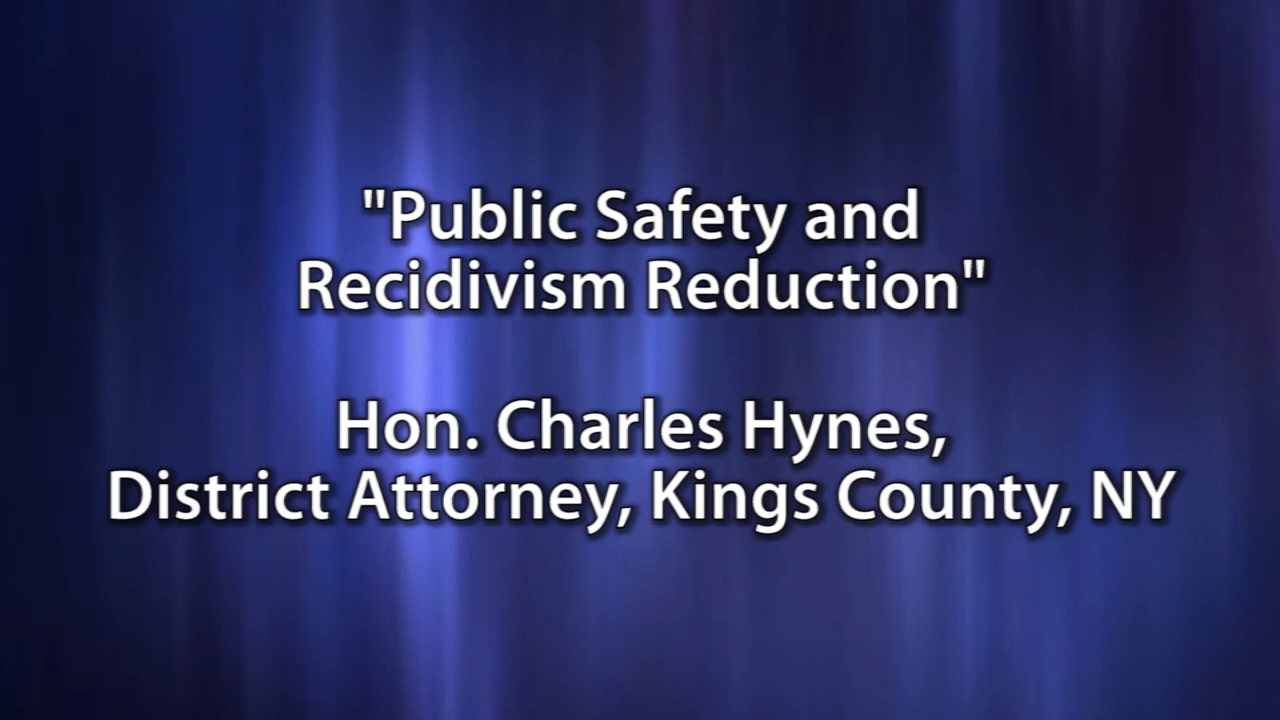 "Public Safety and
Recidivism Reduction"
Hon. Charles Hynes,
District Attorney, Kings County, NY